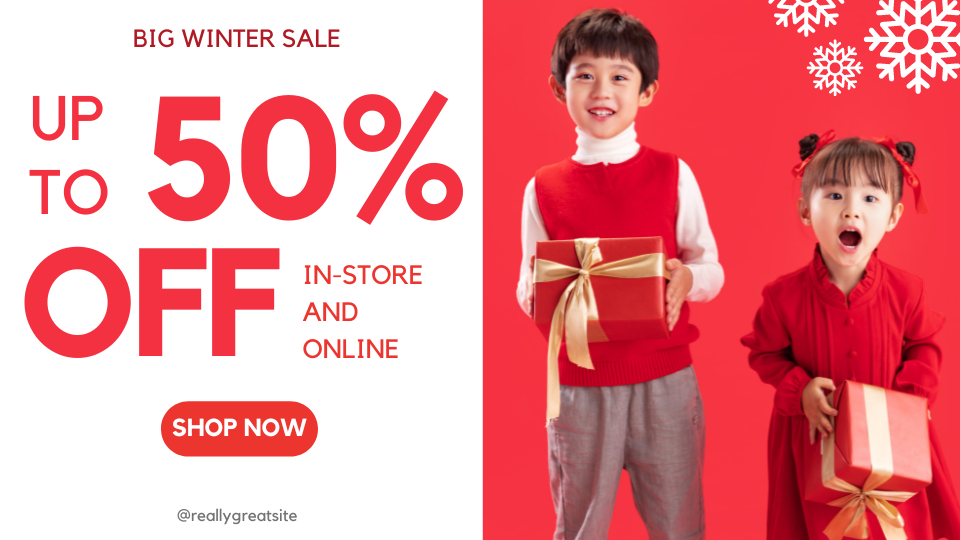 BIG WINTER SALE
UP
TO
50%
OFF
IN-STORE
AND
ONLINE
SHOP NOW
@reallygreatsite